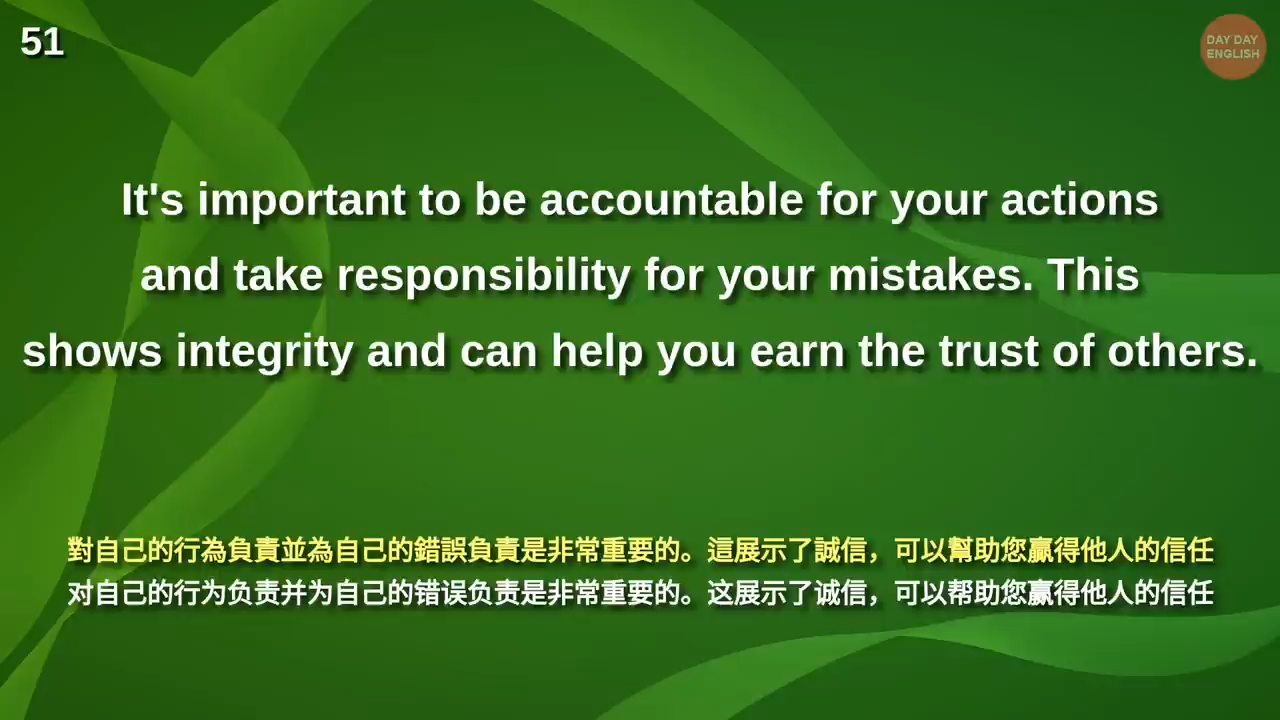 51
DAY DAY
ENGLISH
It's important to be accountable for your actions
and take responsibility for your mistakes. This
shows integrity and can help you earn the trust of others.
對自己的行為負責並為自己的錯誤負責是非常重要的。這展示了誠信，可以幫助您贏得他人的信任
对自己的行为负责并为自己的错误负责是非常重要的。这展示了诚信，可以帮助您赢得他人的信任